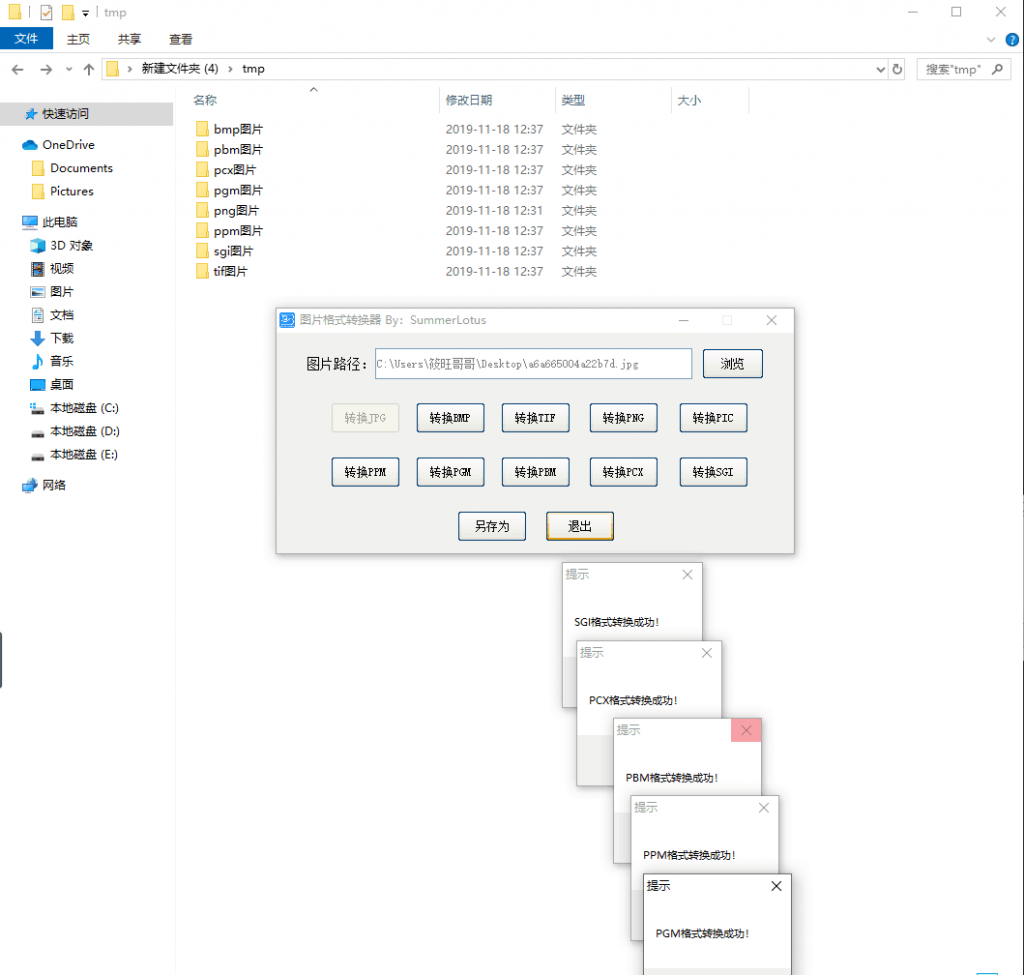 tmp
文件 主页 共享 查看
新建文件夹 (4) › tmp 搜索"tmp"
名称 修改日期 类型 大小
快速访问
OneDrive
Documents
Pictures
此电脑
3D 对象
视频
图片
文档
下载
音乐
桌面
本地磁盘 (C:)
本地磁盘 (D:)
本地磁盘 (E:)
网络
bmp图片 2019-11-18 12:37 文件夹
pbm图片 2019-11-18 12:37 文件夹
pcx图片 2019-11-18 12:37 文件夹
pgm图片 2019-11-18 12:37 文件夹
png图片 2019-11-18 12:31 文件夹
ppm图片 2019-11-18 12:37 文件夹
sgi图片 2019-11-18 12:37 文件夹
tif图片 2019-11-18 12:37 文件夹
图片格式转换器 By: SummerLotus
图片路径: C:\Users\筱旺哥哥\Desktop\a6a665004a22b7d.jpg 浏览
转换JPG 转换BMP 转换TIF 转换PNG 转换PIC
转换PPM 转换PGM 转换PBM 转换PCX 转换SGI
另存为 退出
提示
SGI格式转换成功!
提示
PCX格式转换成功!
提示
PBM格式转换成功!
提示
PPM格式转换成功!
提示
PGM格式转换成功!